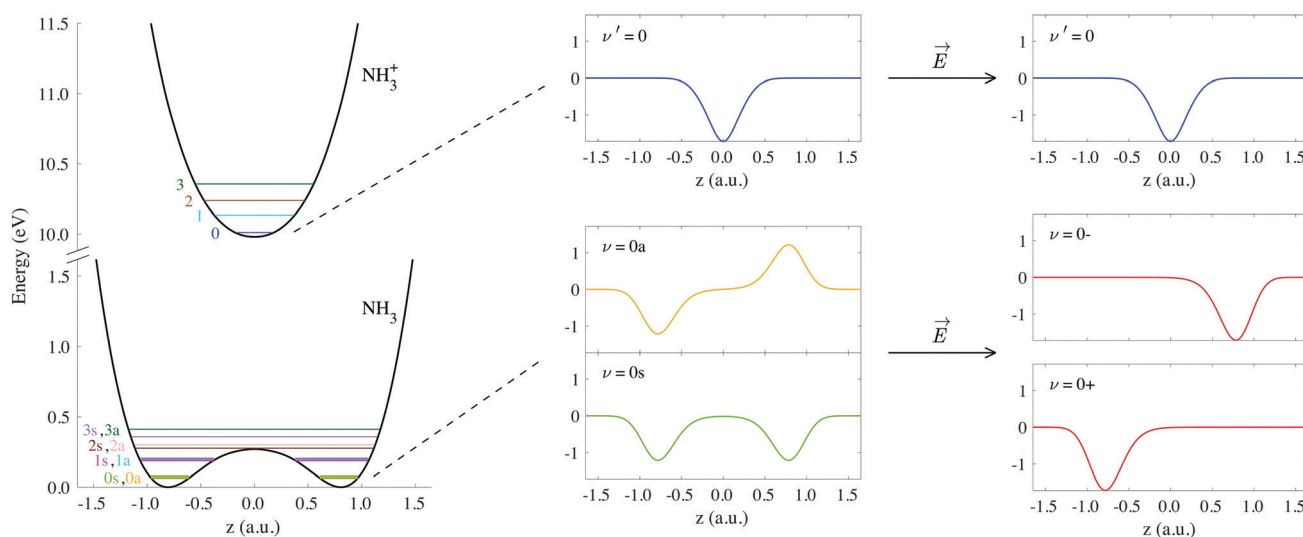 11.5
11.0
10.5
10.0
1.5
1.0
0.5
0.0
Energy (eV)
NH₃⁺
3
2
1
0
NH₃
3s,3a
2s,2a
1s,1a
0s,0a
-1.5 -1.0 -0.5 0.0 0.5 1.0 1.5
z (a.u.)
ν′ = 0
1
0
-1
-1.5 -1.0 -0.5 0.0 0.5 1.0 1.5
z (a.u.)
E⃗
ν′ = 0
1
0
-1
-1.5 -1.0 -0.5 0.0 0.5 1.0 1.5
z (a.u.)
ν = 0a
1
0
-1
ν = 0s
1
0
-1
-1.5 -1.0 -0.5 0.0 0.5 1.0 1.5
z (a.u.)
E⃗
ν = 0-
1
0
-1
ν = 0+
1
0
-1
-1.5 -1.0 -0.5 0.0 0.5 1.0 1.5
z (a.u.)